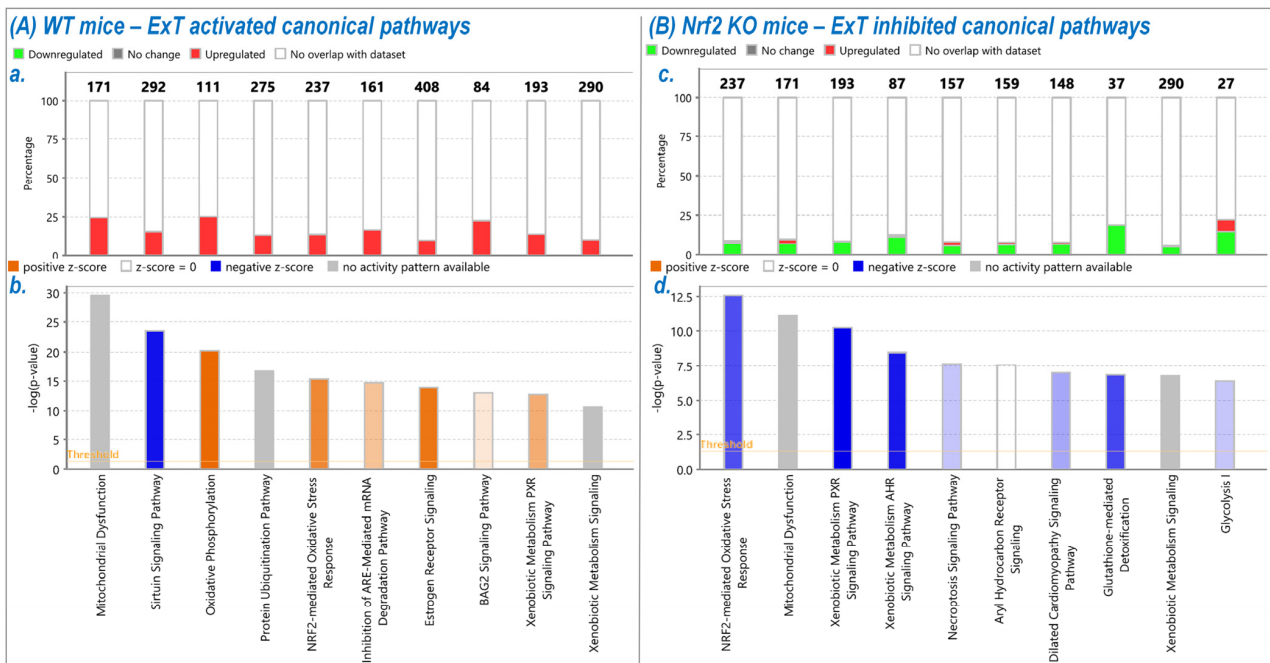 (A) WT mice – ExT activated canonical pathways
Downregulated No change Upregulated No overlap with dataset
a.
171 292 111 275 237 161 408 84 193 290
100
75
50
25
0
Percentage
positive z-score z-score = 0 negative z-score no activity pattern available
b.
30
25
20
15
10
5
0
-log(p-value)
Threshold
Mitochondrial Dysfunction
Sirtuin Signaling Pathway
Oxidative Phosphorylation
Protein Ubiquitination Pathway
NRF2-mediated Oxidative Stress
Response
Inhibition of ARE-Mediated mRNA
Degradation Pathway
Estrogen Receptor Signaling
BAG2 Signaling Pathway
Xenobiotic Metabolism PXR
Signaling Pathway
Xenobiotic Metabolism Signaling
(B) Nrf2 KO mice – ExT inhibited canonical pathways
Downregulated No change Upregulated No overlap with dataset
c.
237 171 193 87 157 159 148 37 290 27
100
75
50
25
0
Percentage
positive z-score z-score = 0 negative z-score no activity pattern available
d.
12.5
10.0
7.5
5.0
2.5
0.0
-log(p-value)
Threshold
NRF2-mediated Oxidative Stress
Response
Mitochondrial Dysfunction
Xenobiotic Metabolism PXR
Signaling Pathway
Xenobiotic Metabolism AHR
Signaling Pathway
Necroptosis Signaling Pathway
Aryl Hydrocarbon Receptor
Signaling
Dilated Cardiomyopathy Signaling
Pathway
Glutathione-mediated
Detoxification
Xenobiotic Metabolism Signaling
Glycolysis I